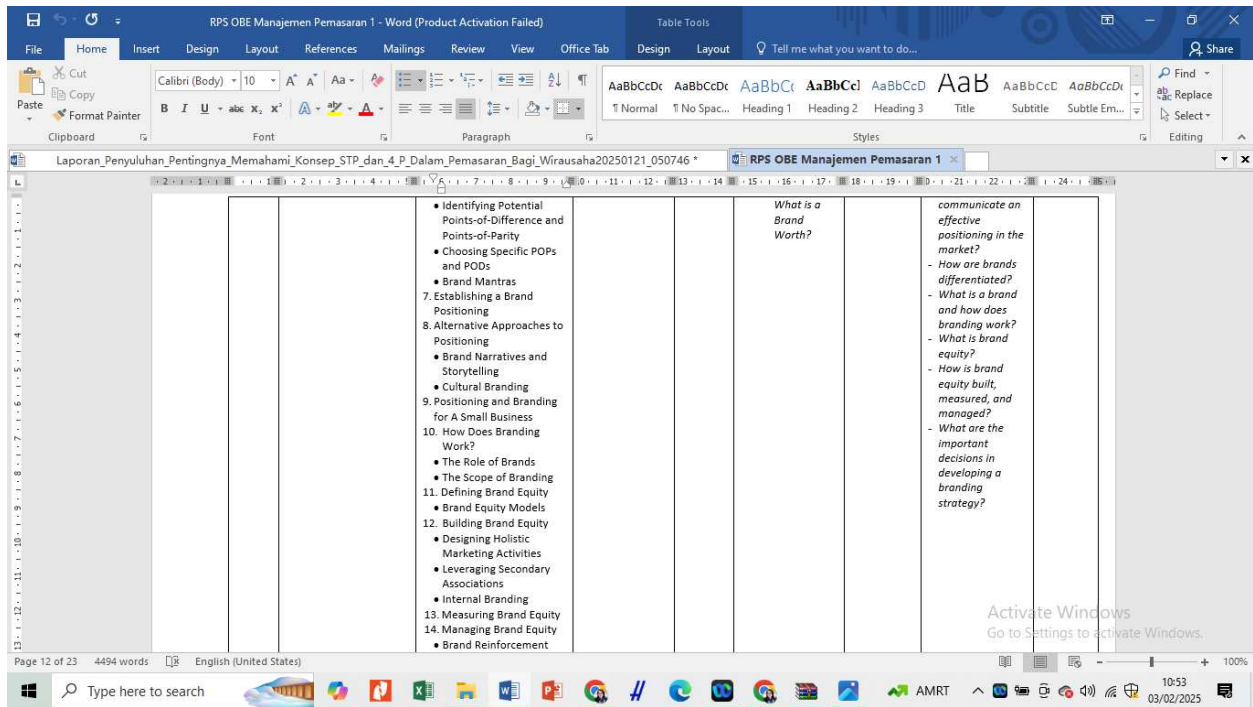 RPS OBE Manajemen Pemasaran 1 - Word (Product Activation Failed)
Table Tools
File Home Insert Design Layout References Mailings Review View Office Tab Design Layout Tell me what you want to do... Share
Cut
Copy
Format Painter
Paste
Calibri (Body) 10
Find
Replace
Select
AaBbCcDc AaBbCcDc AaBbC AaBbCcl AaBbCcD AaB AaBbCcD AaBbCcDt
¶ Normal ¶ No Spac... Heading 1 Heading 2 Heading 3 Title Subtitle Subtle Em...
Clipboard Font Paragraph Styles Editing
Laporan_Penyuluhan_Pentingnya_Memahami_Konsep_STP_dan_4_P_Dalam_Pemasaran_Bagi_Wirausaha20250121_050746 *
RPS OBE Manajemen Pemasaran 1
• Identifying Potential
Points-of-Difference and
Points-of-Parity
• Choosing Specific POPs
and PODs
• Brand Mantras
7. Establishing a Brand
Positioning
8. Alternative Approaches to
Positioning
• Brand Narratives and
Storytelling
• Cultural Branding
9. Positioning and Branding
for A Small Business
10. How Does Branding
Work?
• The Role of Brands
• The Scope of Branding
11. Defining Brand Equity
• Brand Equity Models
12. Building Brand Equity
• Designing Holistic
Marketing Activities
• Leveraging Secondary
Associations
• Internal Branding
13. Measuring Brand Equity
14. Managing Brand Equity
• Brand Reinforcement
What is a
Brand
Worth?
communicate an
effective
positioning in the
market?
- How are brands
differentiated?
- What is a brand
and how does
branding work?
- What is brand
equity?
- How is brand
equity built,
measured, and
managed?
- What are the
important
decisions in
developing a
branding
strategy?
Activate Windows
Go to Settings to activate Windows.
Page 12 of 23 4494 words English (United States) 100%
Type here to search
AMRT
10:53
03/02/2025